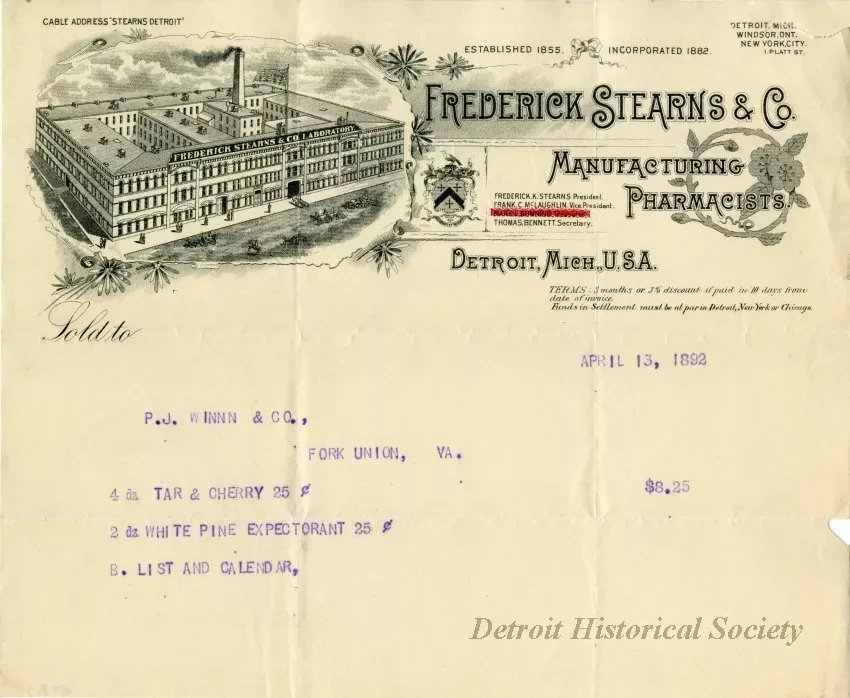 CABLE ADDRESS "STEARNS DETROIT"
DETROIT, MICH.
WINDSOR, ONT.
NEW YORK, CITY.
1. PLATT ST.
ESTABLISHED 1855. INCORPORATED 1882.
FREDERICK STEARNS & CO.
FREDERICK STEARNS & CO. LABORATORY.
MANUFACTURING
PHARMACISTS.
FREDERICK. K. STEARNS. President.
FRANK. C. McLAUGHLIN. Vice President.
THOMAS. BENNETT. Secretary.
DETROIT, MICH., U.S.A.
TERMS - 3 months or 3% discount if paid in 10 days from
date of invoice.
Funds in Settlement must be at par in Detroit, New York or Chicago.
Sold to
APRIL 13, 1892
P.J. WINNN & CO.,
FORK UNION, VA.
4 dz TAR & CHERRY 25 ¢ $8.25
2 dz WHITE PINE EXPECTORANT 25 ¢
B. LIST AND CALENDAR,
Detroit Historical Society